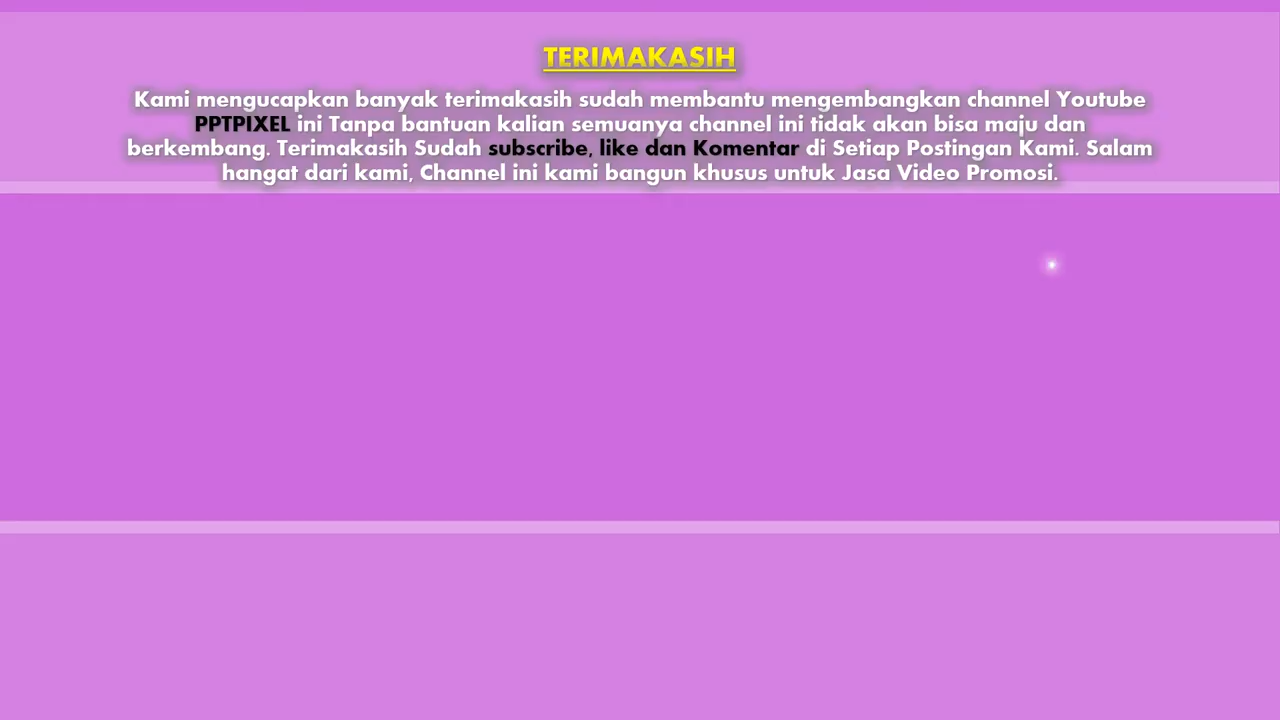 TERIMAKASIH
Kami mengucapkan banyak terimakasih sudah membantu mengembangkan channel Youtube
PPTPIXEL ini Tanpa bantuan kalian semuanya channel ini tidak akan bisa maju dan
berkembang. Terimakasih Sudah subscribe, like dan Komentar di Setiap Postingan Kami. Salam
hangat dari kami, Channel ini kami bangun khusus untuk Jasa Video Promosi.